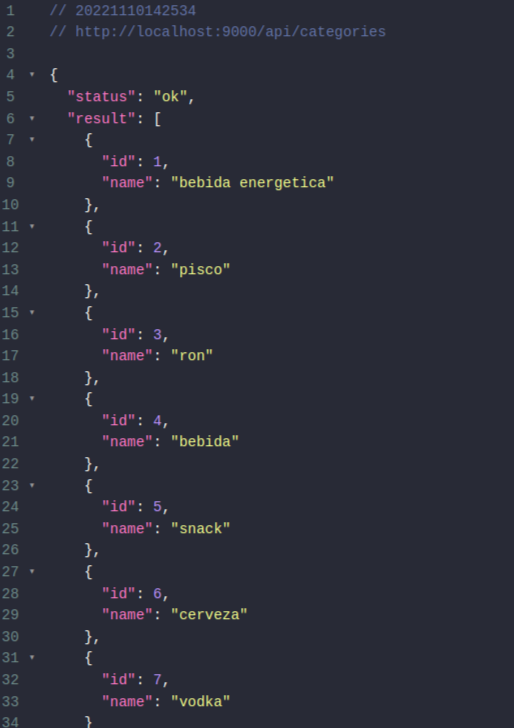 1 // 20221110142534
2 // http://localhost:9000/api/categories
3
4 {
5 "status": "ok",
6 "result": [
7 {
8 "id": 1,
9 "name": "bebida energetica"
10 },
11 {
12 "id": 2,
13 "name": "pisco"
14 },
15 {
16 "id": 3,
17 "name": "ron"
18 },
19 {
20 "id": 4,
21 "name": "bebida"
22 },
23 {
24 "id": 5,
25 "name": "snack"
26 },
27 {
28 "id": 6,
29 "name": "cerveza"
30 },
31 {
32 "id": 7,
33 "name": "vodka"
34 }